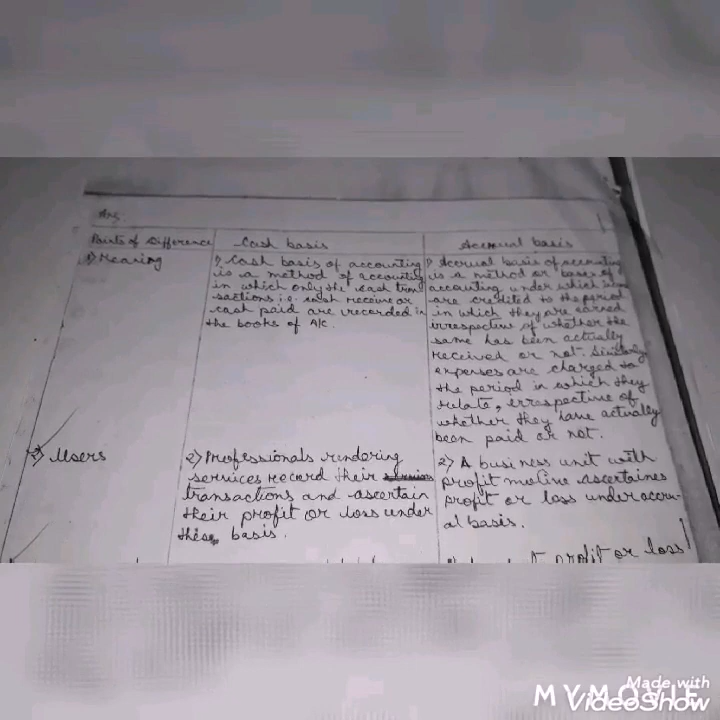 Ans.
Points of Difference
Cash basis
Accrual basis
1) Meaning
1) Cash basis of accounting
is a method of accounting
in which only the cash tran
sactions i.e. cash receive or
cash paid are recorded in
the books of A/c.
1) Accrual basis of accounting
is a method or bases of
accounting under which
are credited to the period
in which they are earned
irrespective of whether the
same has been actually
received or not. Similarly
expenses are charged to
the period in which they
relate, irrespective of
whether they have actually
been paid or not.
2) Users
2) Professionals rendering
services record their
transactions and ascertain
their profit or loss under
this basis.
2) A business unit with
profit motive ascertaines
profit or loss under accru-
al basis.
profit or loss
Made with
MYMOVIE
VideoShow